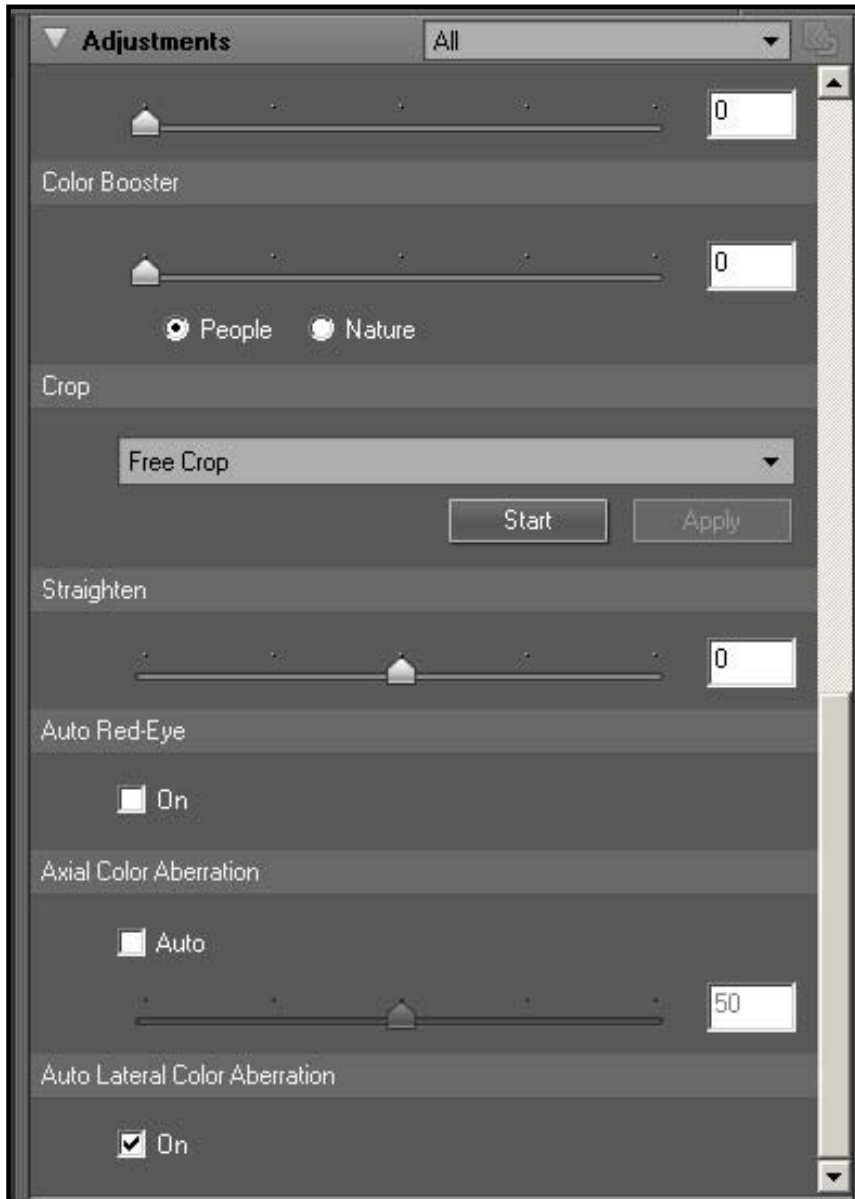 Adjustments All
0
Color Booster
0
People Nature
Crop
Free Crop
Start Apply
Straighten
0
Auto Red-Eye
On
Axial Color Aberration
Auto
50
Auto Lateral Color Aberration
On